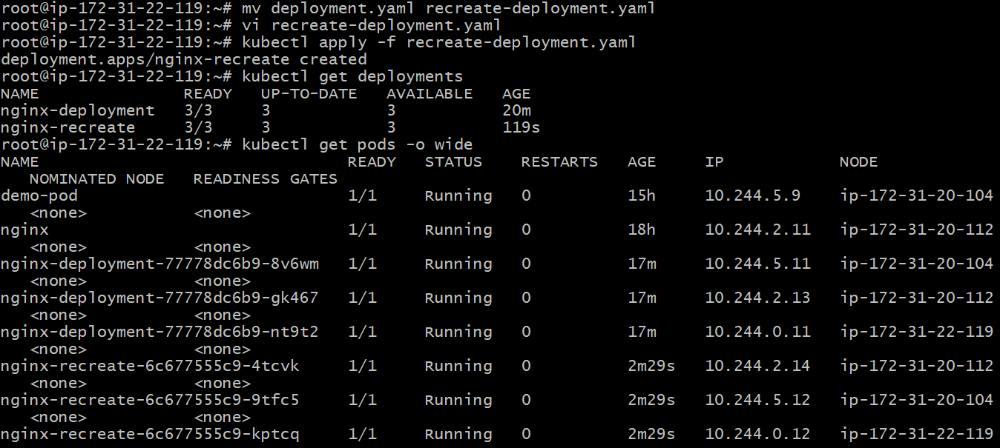 root@ip-172-31-22-119:~# mv deployment.yaml recreate-deployment.yaml
root@ip-172-31-22-119:~# vi recreate-deployment.yaml
root@ip-172-31-22-119:~# kubectl apply -f recreate-deployment.yaml
deployment.apps/nginx-recreate created
root@ip-172-31-22-119:~# kubectl get deployments
NAME               READY   UP-TO-DATE   AVAILABLE   AGE
nginx-deployment   3/3     3            3           20m
nginx-recreate     3/3     3            3           119s
root@ip-172-31-22-119:~# kubectl get pods -o wide
NAME                                READY   STATUS    RESTARTS   AGE     IP            NODE
   NOMINATED NODE   READINESS GATES
demo-pod                            1/1     Running   0          15h     10.244.5.9    ip-172-31-20-104
   <none>           <none>
nginx                               1/1     Running   0          18h     10.244.2.11   ip-172-31-20-112
   <none>           <none>
nginx-deployment-77778dc6b9-8v6wm   1/1     Running   0          17m     10.244.5.11   ip-172-31-20-104
   <none>           <none>
nginx-deployment-77778dc6b9-gk467   1/1     Running   0          17m     10.244.2.13   ip-172-31-20-112
   <none>           <none>
nginx-deployment-77778dc6b9-nt9t2   1/1     Running   0          17m     10.244.0.11   ip-172-31-22-119
   <none>           <none>
nginx-recreate-6c677555c9-4tcvk     1/1     Running   0          2m29s   10.244.2.14   ip-172-31-20-112
   <none>           <none>
nginx-recreate-6c677555c9-9tfc5     1/1     Running   0          2m29s   10.244.5.12   ip-172-31-20-104
   <none>           <none>
nginx-recreate-6c677555c9-kptcq     1/1     Running   0          2m29s   10.244.0.12   ip-172-31-22-119